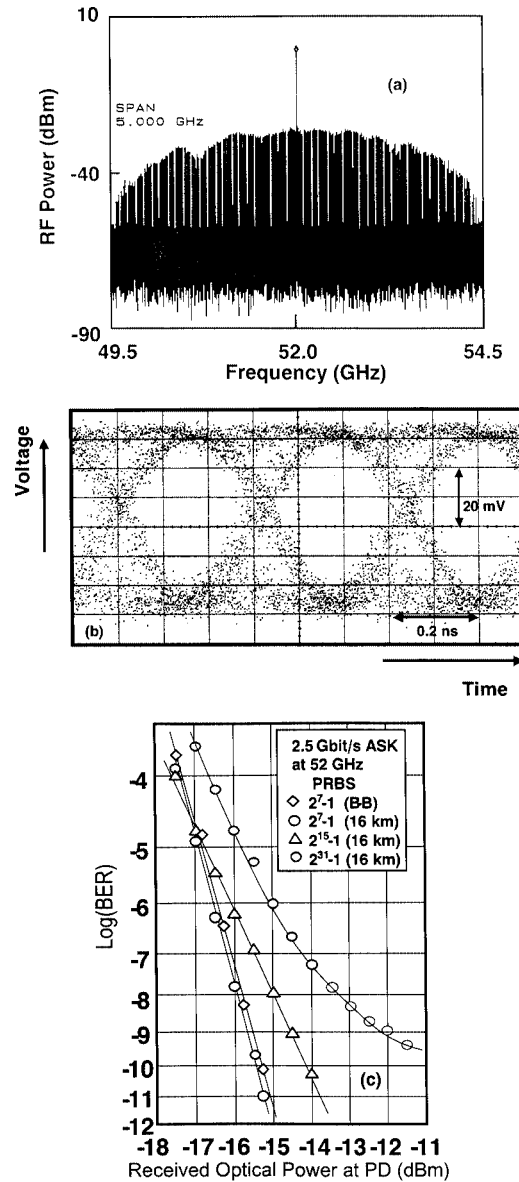 10
(a)
SPAN
5.000 GHz
RF Power (dBm)
-40
-90
49.5
52.0
54.5
Frequency (GHz)
Voltage
20 mV
(b)
0.2 ns
Time
2.5 Gbit/s ASK
at 52 GHz
PRBS
2⁷-1 (B-B)
2⁷-1 (16 km)
2¹⁵-1 (16 km)
2³¹-1 (16 km)
Log(BER)
-4
-5
-6
-7
-8
-9
-10
-11
-12
(c)
-18 -17 -16 -15 -14 -13 -12 -11
Received Optical Power at PD (dBm)